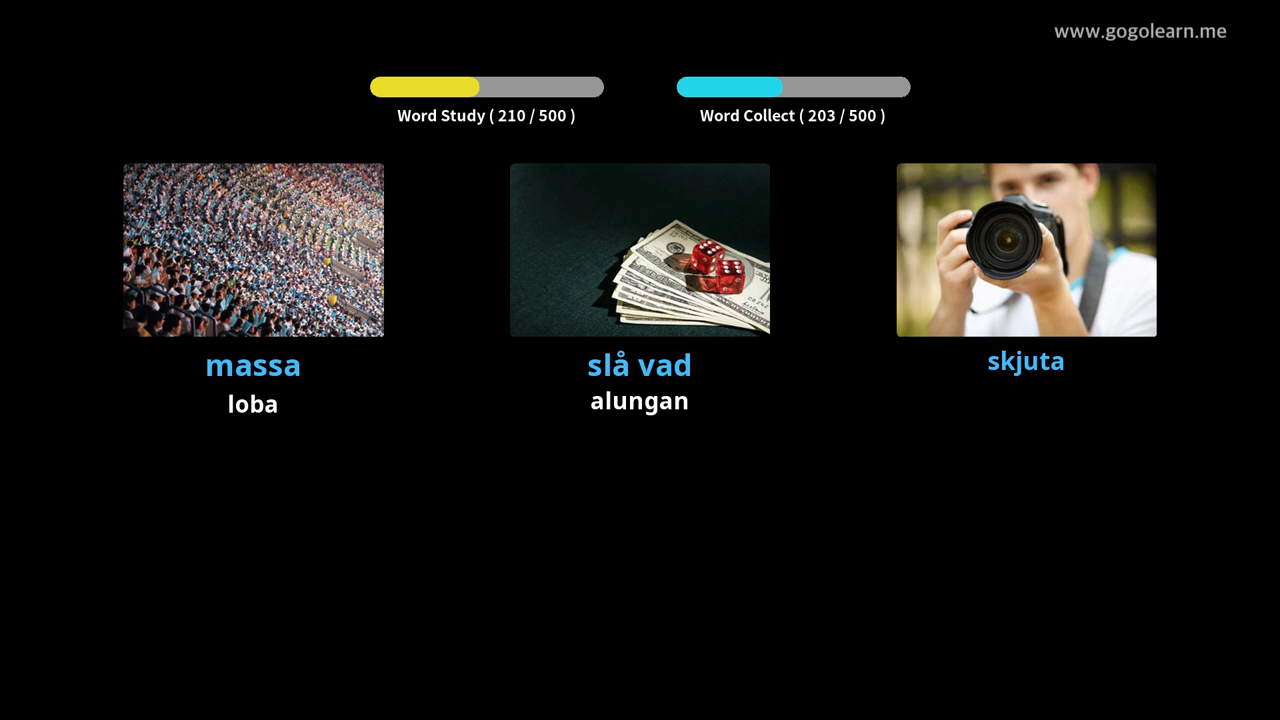 www.gogolearn.me
Word Study ( 210 / 500 )
Word Collect ( 203 / 500 )
massa
loba
slå vad
alungan
skjuta